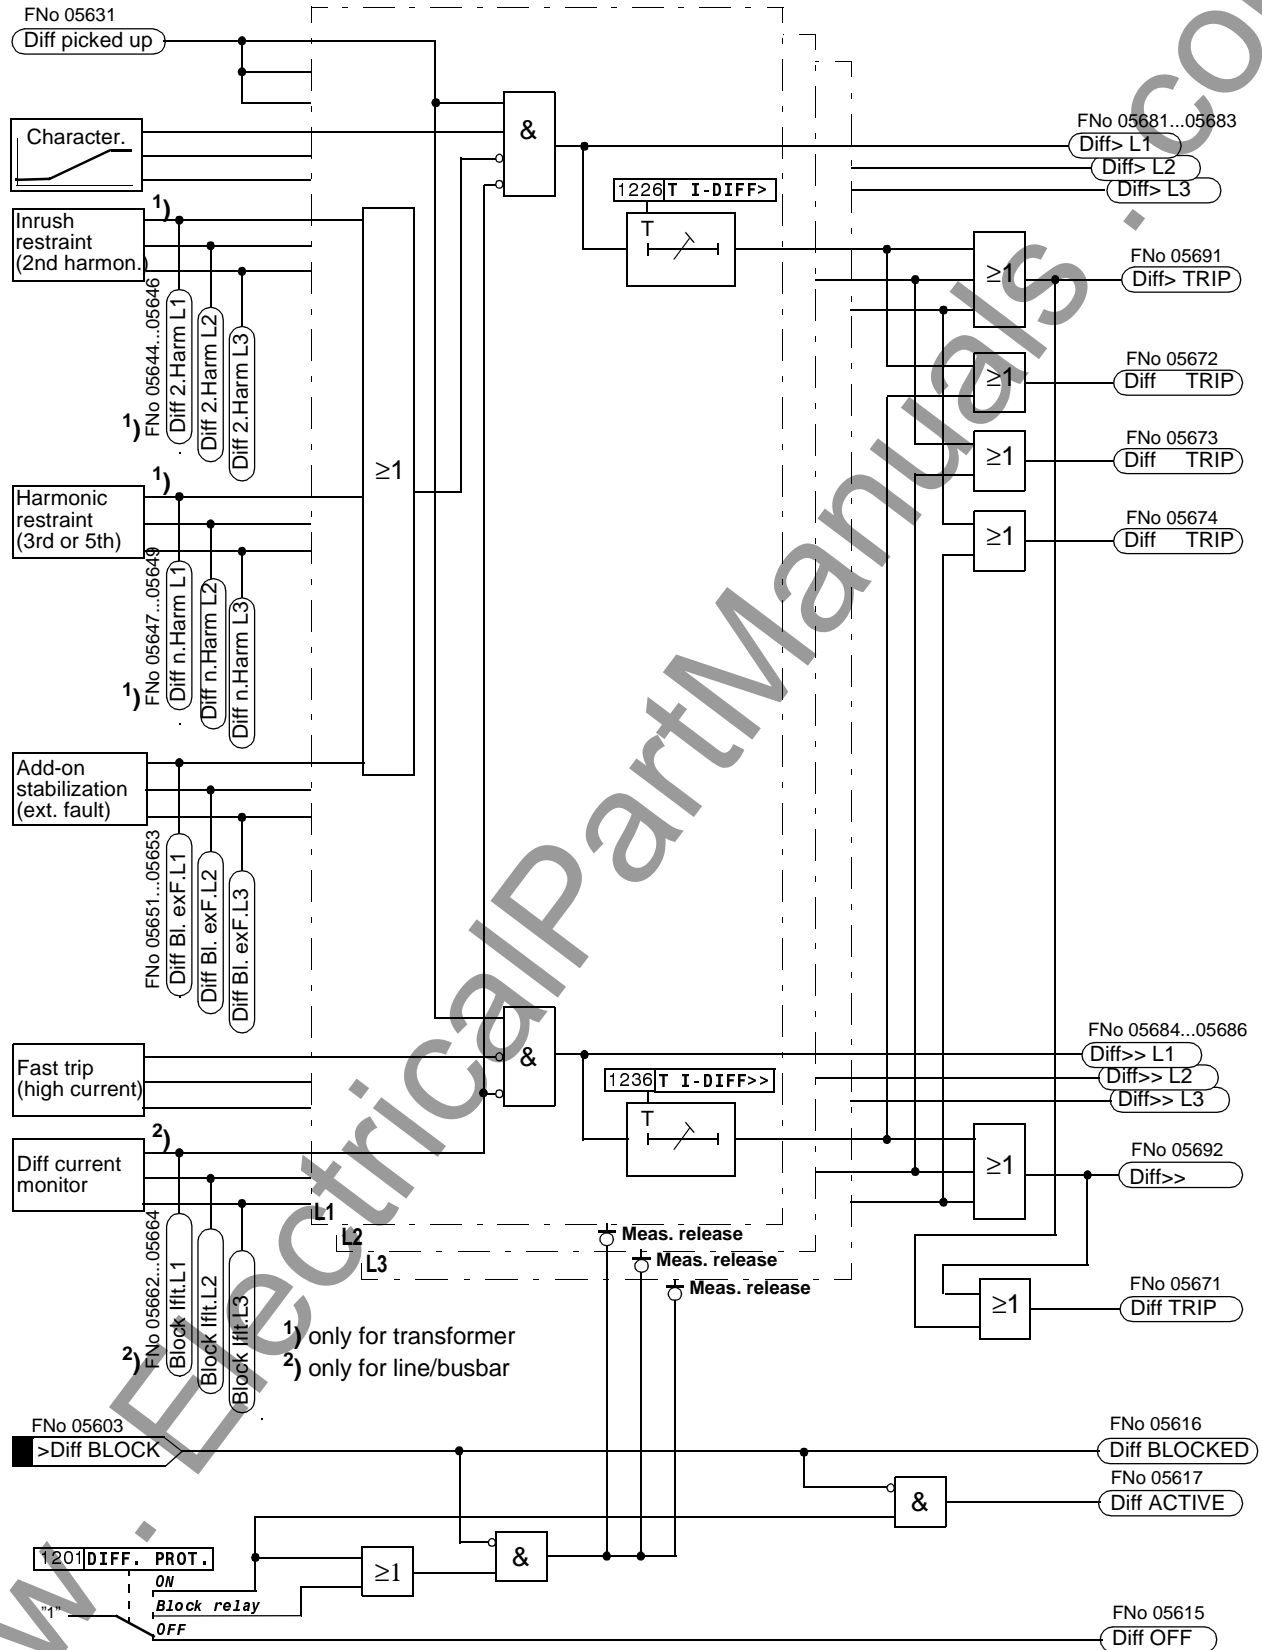 FNo 05631
Diff picked up
Character.
&
FNo 05681...05683
Diff> L1
Diff> L2
Diff> L3
1226 T I-DIFF>
T
Inrush
restraint
(2nd harmon.)
1)
FNo 05644...05646
Diff 2.Harm L1
Diff 2.Harm L2
Diff 2.Harm L3
1)
FNo 05691
≥1
Diff> TRIP
FNo 05672
≥1
Diff TRIP
FNo 05673
≥1
Diff TRIP
FNo 05674
≥1
Diff TRIP
≥1
Harmonic
restraint
(3rd or 5th)
1)
FNo 05647...05649
Diff n.Harm L1
Diff n.Harm L2
Diff n.Harm L3
1)
Add-on
stabilization
(ext. fault)
FNo 05651...05653
Diff Bl. exF.L1
Diff Bl. exF.L2
Diff Bl. exF.L3
Fast trip
(high current)
&
FNo 05684...05686
Diff>> L1
Diff>> L2
Diff>> L3
1236 T I-DIFF>>
T
Diff current
monitor
2)
FNo 05662...05664
Block Iflt.L1
Block Iflt.L2
Block Iflt.L3
2)
FNo 05692
≥1
Diff>>
L1
L2
L3
Meas. release
Meas. release
Meas. release
FNo 05671
≥1
Diff TRIP
1) only for transformer
2) only for line/busbar
FNo 05603
>Diff BLOCK
FNo 05616
Diff BLOCKED
FNo 05617
&
Diff ACTIVE
1201 DIFF. PROT.
ON
Block relay
OFF
"1"
≥1
&
FNo 05615
Diff OFF
w. ElectricalPartManuals . co